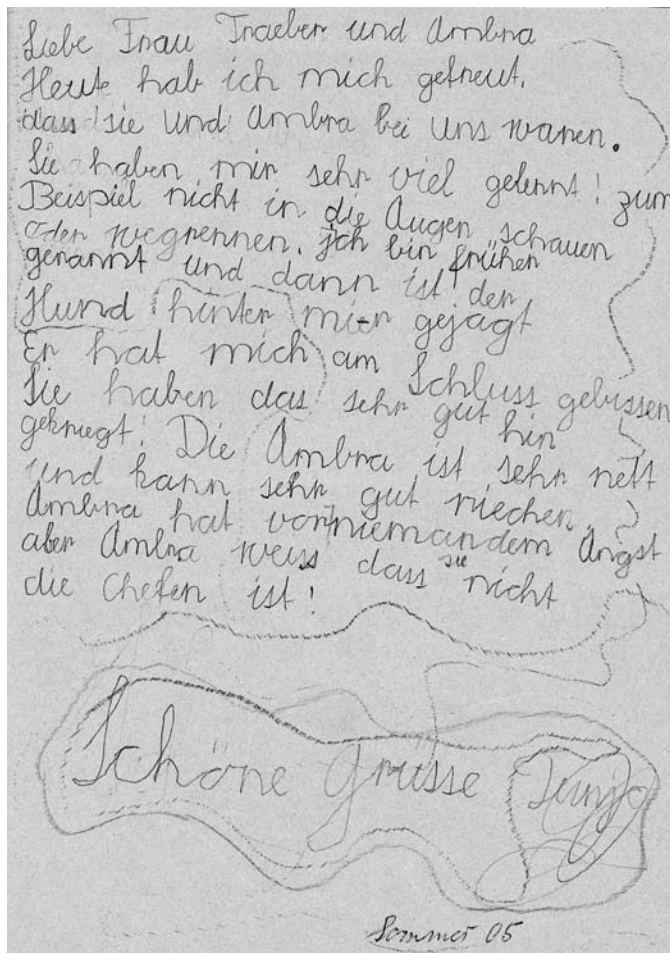 Liebe Frau Traeber und Ambra
Heute hab ich mich gefreut.
dass sie und Ambra bei uns waren.
Sie haben mir sehr viel gelernt! zum
Beispiel nicht in die Augen schauen
oder wegrennen. Ich bin früher
gerannt und dann ist der
Hund hinter mier gejagt
Er hat mich am Schluss gebissen
Sie haben das sehr gut hin
gekriegt! Die Ambra ist sehr nett
und kann sehr gut riechen.
Ambra hat vor niemandem Angst
aber Ambra weiss dass sie nicht
die Chefen ist!
Schöne Grüsse
Sommer 05